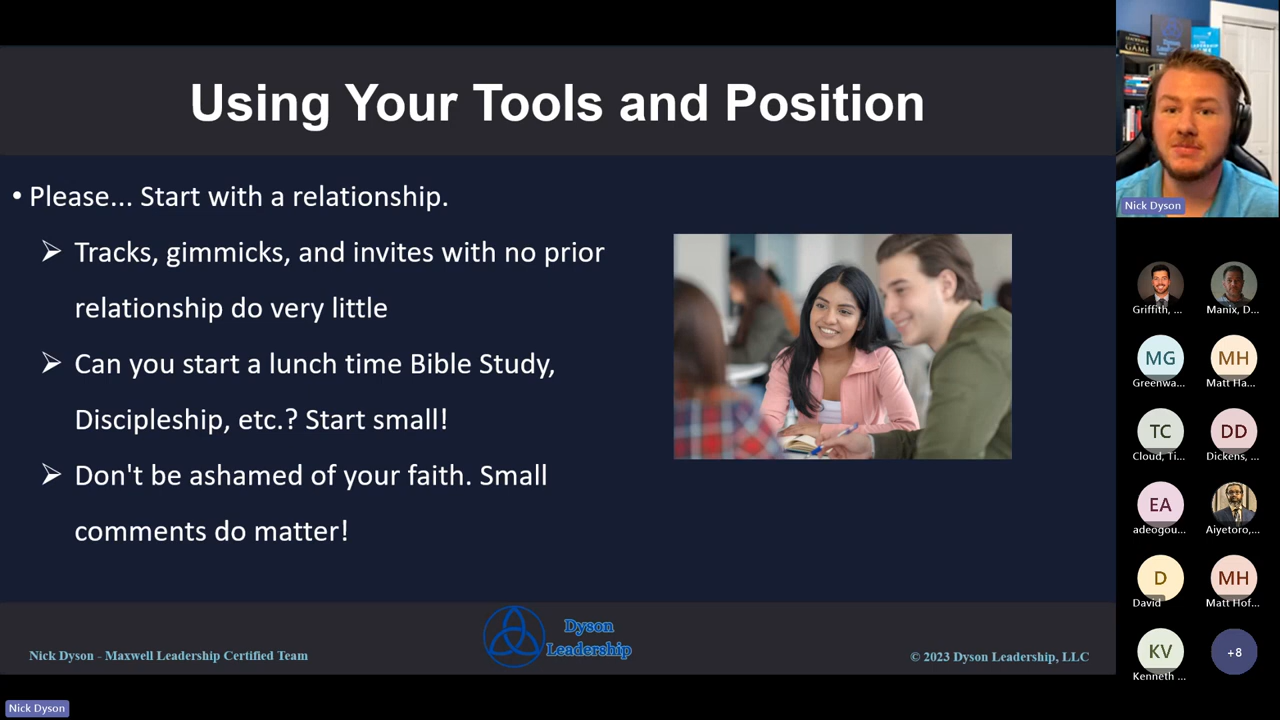 Using Your Tools and Position
• Please... Start with a relationship.
➢ Tracks, gimmicks, and invites with no prior
relationship do very little
➢ Can you start a lunch time Bible Study,
Discipleship, etc.? Start small!
➢ Don't be ashamed of your faith. Small
comments do matter!
Nick Dyson - Maxwell Leadership Certified Team
Dyson
Leadership
© 2023 Dyson Leadership, LLC
Nick Dyson
Nick Dyson
Griffith, ...
Manix, D...
MG
Greenwa...
MH
Matt Ha...
TC
Cloud, Ti...
DD
Dickens, ...
EA
adeogou...
Aiyetoro,...
D
David
MH
Matt Hof...
KV
Kenneth ...
+8